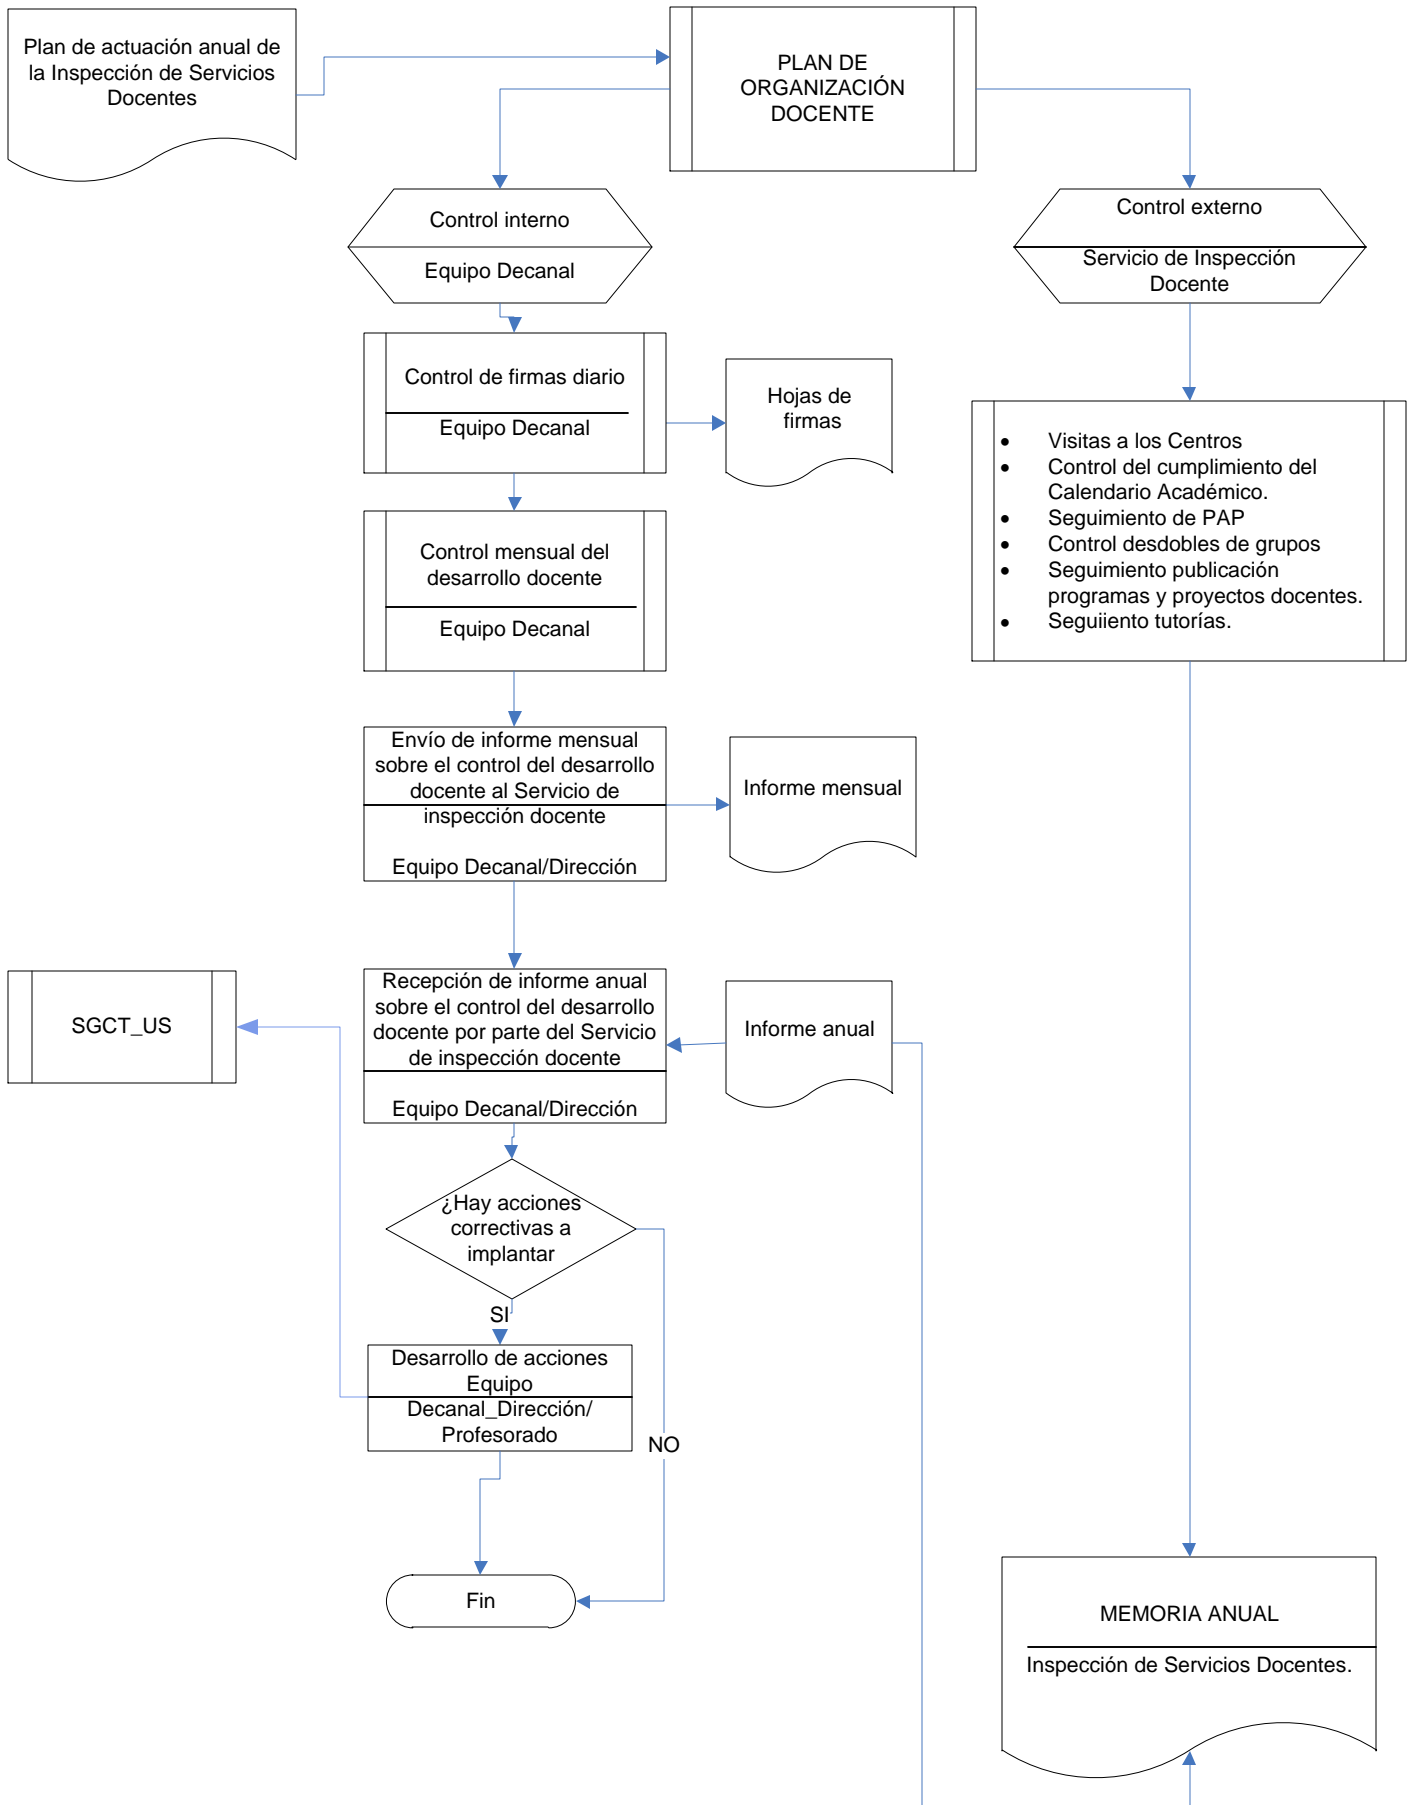 Plan de actuación anual de
la Inspección de Servicios
Docentes
PLAN DE
ORGANIZACIÓN
DOCENTE
Control interno
Equipo Decanal
Control externo
Servicio de Inspección
Docente
Control de firmas diario
Equipo Decanal
Hojas de
firmas
• Visitas a los Centros
• Control del cumplimiento del
Calendario Académico.
• Seguimiento de PAP
• Control desdobles de grupos
• Seguimiento publicación
programas y proyectos docentes.
• Seguiiento tutorías.
Control mensual del
desarrollo docente
Equipo Decanal
Envío de informe mensual
sobre el control del desarrollo
docente al Servicio de
inspección docente
Equipo Decanal/Dirección
Informe mensual
SGCT_US
Recepción de informe anual
sobre el control del desarrollo
docente por parte del Servicio
de inspección docente
Equipo Decanal/Dirección
Informe anual
¿Hay acciones
correctivas a
implantar
SI
Desarrollo de acciones
Equipo
Decanal_Dirección/
Profesorado
NO
Fin
MEMORIA ANUAL
Inspección de Servicios Docentes.